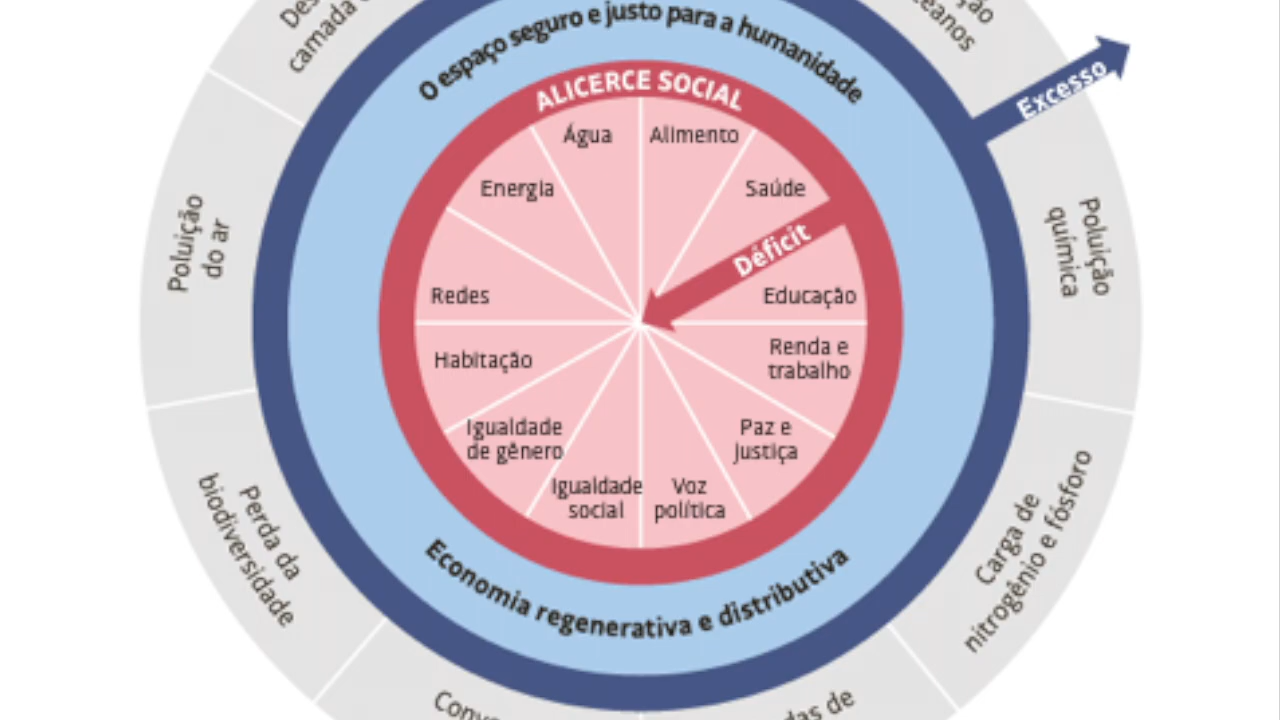 camada
O espaço seguro e justo para a humanidade
Excesso
ALICERCE SOCIAL
Água
Alimento
Energia
Saúde
Déficit
Poluição
do ar
Poluição
química
Redes
Educação
Habitação
Renda e
trabalho
Igualdade
de gênero
Paz e
Justiça
Igualdade
social
Voz
política
Perda da
biodiversidade
Carga de
nitrogênio e fósforo
Economia regenerativa e distributiva